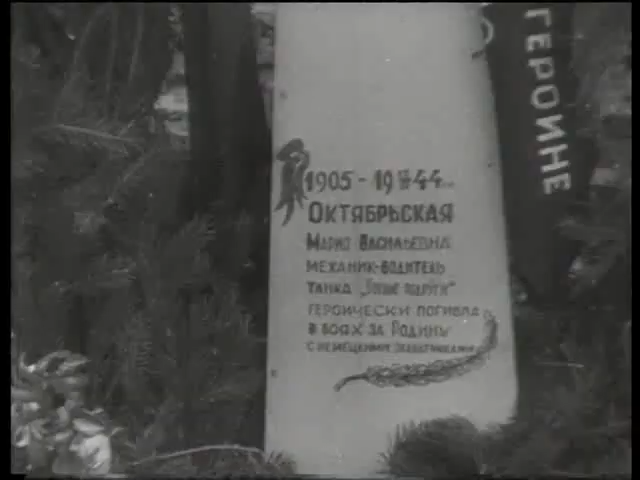 1905 - 1944
ОКТЯБРЬСКАЯ
МАРИЯ ВАСИЛЬЕВНА
МЕХАНИК-ВОДИТЕЛЬ
ТАНКА „БОЕВАЯ ПОДРУГА“
ГЕРОИЧЕСКИ ПОГИБЛА
В БОЯХ ЗА РОДИНУ
С НЕМЕЦКИМИ ЗАХВАТЧИКАМИ
ГЕРОИНЕ